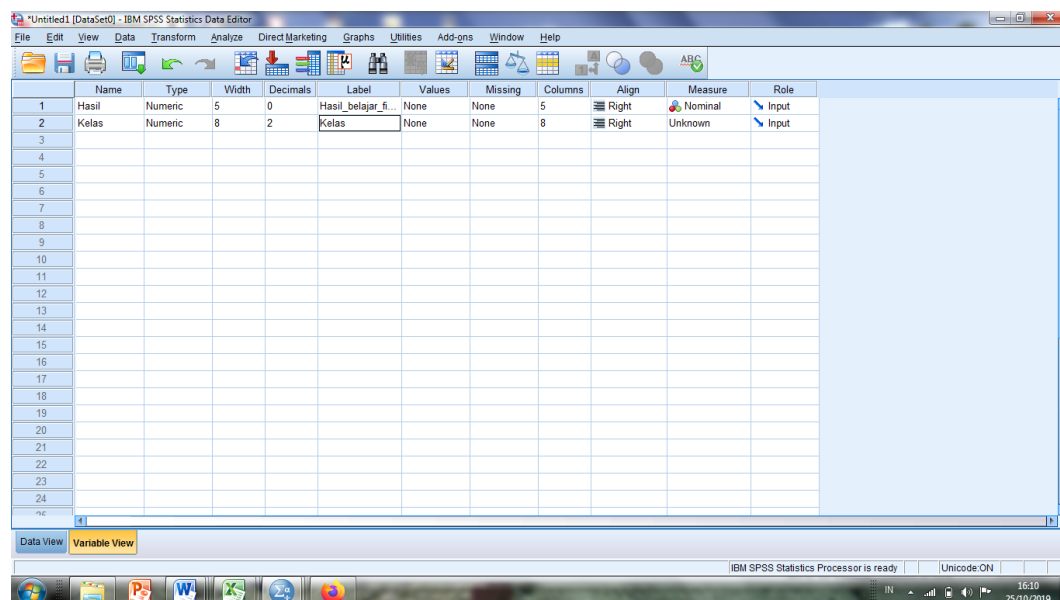 *Untitled1 [DataSet0] - IBM SPSS Statistics Data Editor
File Edit View Data Transform Analyze Direct Marketing Graphs Utilities Add-ons Window Help
Name Type Width Decimals Label Values Missing Columns Align Measure Role
1 Hasil Numeric 5 0 Hasil_belajar_fi... None None 5 Right Nominal Input
2 Kelas Numeric 8 2 Kelas None None 8 Right Unknown Input
3
4
5
6
7
8
9
10
11
12
13
14
15
16
17
18
19
20
21
22
23
24
Data View Variable View
IBM SPSS Statistics Processor is ready Unicode:ON
IN 16:10
25/10/2019